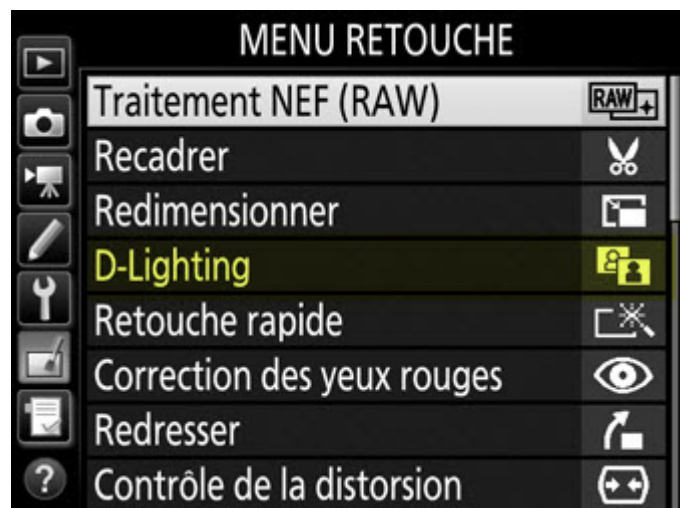 MENU RETOUCHE
Traitement NEF (RAW) RAW
Recadrer
Redimensionner
D-Lighting
Retouche rapide
Correction des yeux rouges
Redresser
Contrôle de la distorsion
?